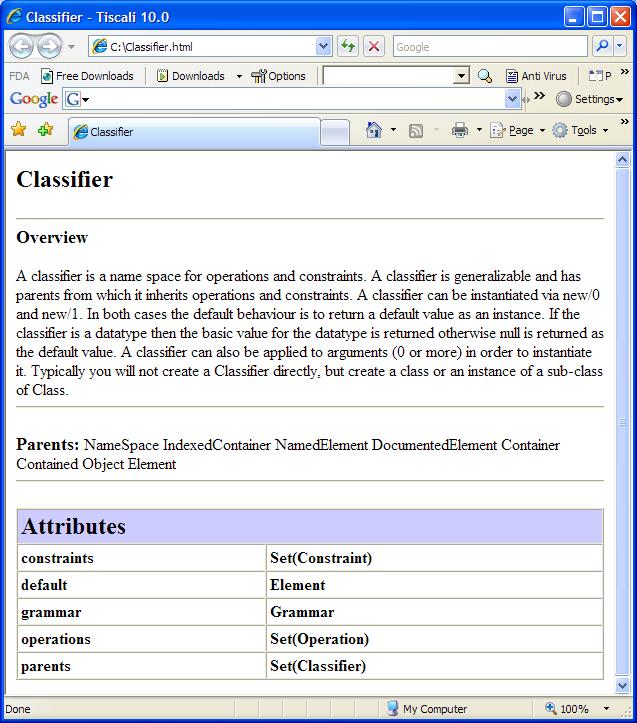 Classifier - Tiscali 10.0
C:\Classifier.html
Google
FDA Free Downloads Downloads Options Anti Virus P »
Google G » Settings
Classifier Page Tools »
Classifier
Overview
A classifier is a name space for operations and constraints. A classifier is generalizable and has
parents from which it inherits operations and constraints. A classifier can be instantiated via new/0
and new/1. In both cases the default behaviour is to return a default value as an instance. If the
classifier is a datatype then the basic value for the datatype is returned otherwise null is returned as
the default value. A classifier can also be applied to arguments (0 or more) in order to instantiate
it. Typically you will not create a Classifier directly, but create a class or an instance of a sub-class
of Class.
Parents: NameSpace IndexedContainer NamedElement DocumentedElement Container
Contained Object Element
Attributes
constraints Set(Constraint)
default Element
grammar Grammar
operations Set(Operation)
parents Set(Classifier)
Done My Computer 100%